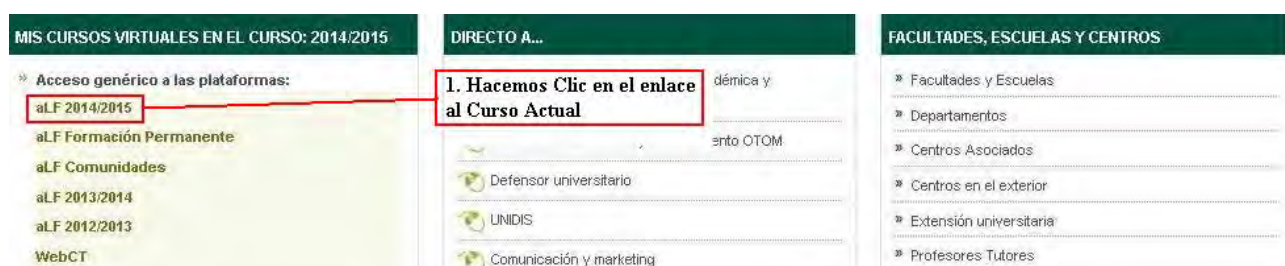 MIS CURSOS VIRTUALES EN EL CURSO: 2014/2015
» Acceso genérico a las plataformas:
aLF 2014/2015
aLF Formación Permanente
aLF Comunidades
aLF 2013/2014
aLF 2012/2013
WebCT
DIRECTO A...
1. Hacemos Clic en el enlace
al Curso Actual
démica y
ento OTOM
Defensor universitario
UNIDIS
Comunicación y marketing
FACULTADES, ESCUELAS Y CENTROS
» Facultades y Escuelas
» Departamentos
» Centros Asociados
» Centros en el exterior
» Extensión universitaria
» Profesores Tutores